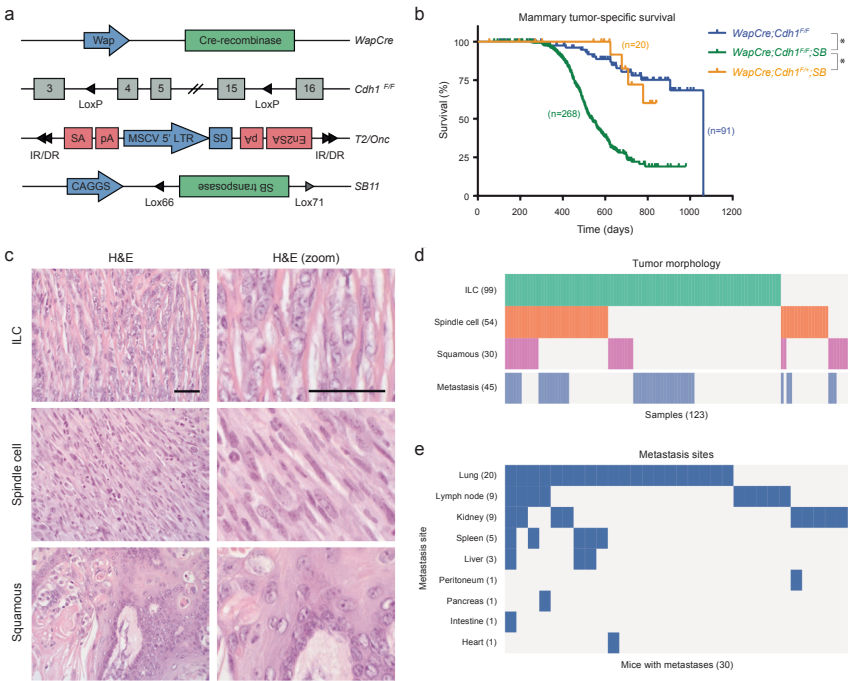 a
Wap
Cre-recombinase
WapCre
3
4
5
15
16
Cdh1 F/F
LoxP
LoxP
SA
pA
MSCV 5' LTR
SD
pA
En2SA
T2/Onc
IR/DR
IR/DR
CAGGS
SB transposase
SB11
Lox66
Lox71
b
Mammary tumor-specific survival
WapCre;Cdh1F/F
WapCre;Cdh1F/F;SB
WapCre;Cdh1F/+;SB
*
*
(n=20)
(n=268)
(n=91)
100
75
50
25
0
Survival (%)
0
200
400
600
800
1000
1200
Time (days)
c
H&E
H&E (zoom)
ILC
Spindle cell
Squamous
d
Tumor morphology
ILC (99)
Spindle cell (54)
Squamous (30)
Metastasis (45)
Samples (123)
e
Metastasis sites
Metastasis site
Lung (20)
Lymph node (9)
Kidney (9)
Spleen (5)
Liver (3)
Peritoneum (1)
Pancreas (1)
Intestine (1)
Heart (1)
Mice with metastases (30)